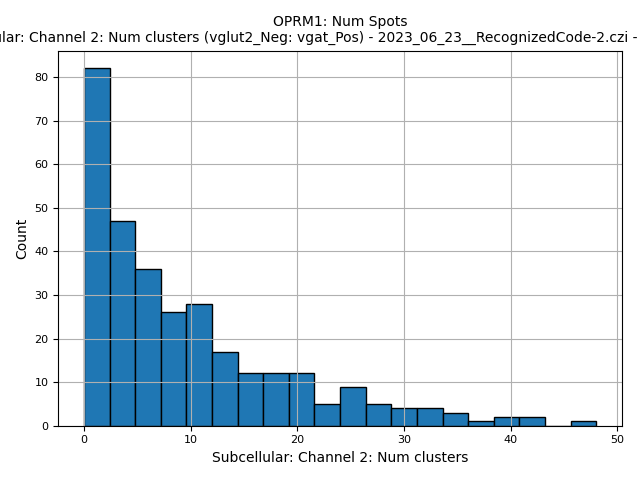 OPRM1: Num Spots
Channel 2: Num clusters (vglut2_Neg: vgat_Pos) - 2023_06_23__RecognizedCode-2.czi -
Count
80
70
60
50
40
30
20
10
0
0 10 20 30 40 50
Subcellular: Channel 2: Num clusters